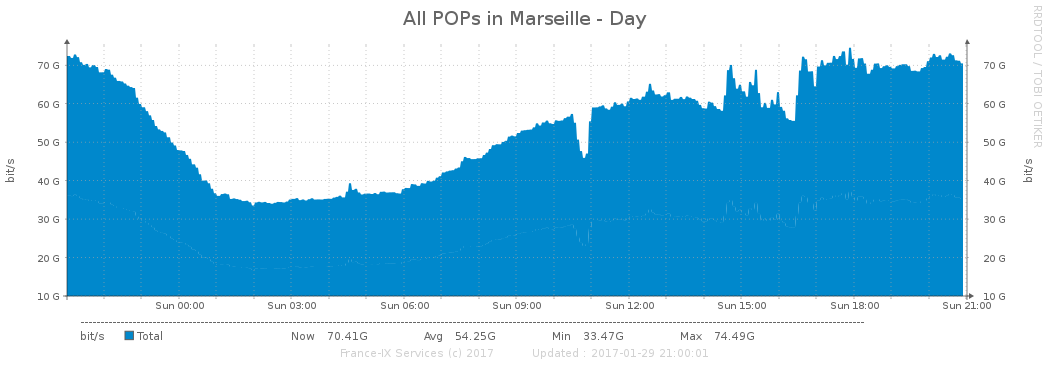 All POPs in Marseille - Day
RRDTOOL / TOBI OETIKER
bit/s
70 G 70 G
60 G 60 G
50 G 50 G
40 G 40 G
30 G 30 G
20 G 20 G
10 G 10 G
bit/s
Sun 00:00 Sun 03:00 Sun 06:00 Sun 09:00 Sun 12:00 Sun 15:00 Sun 18:00 Sun 21:00
bit/s Total Now 70.41G Avg 54.25G Min 33.47G Max 74.49G
France-IX Services (c) 2017 Updated : 2017-01-29 21:00:01